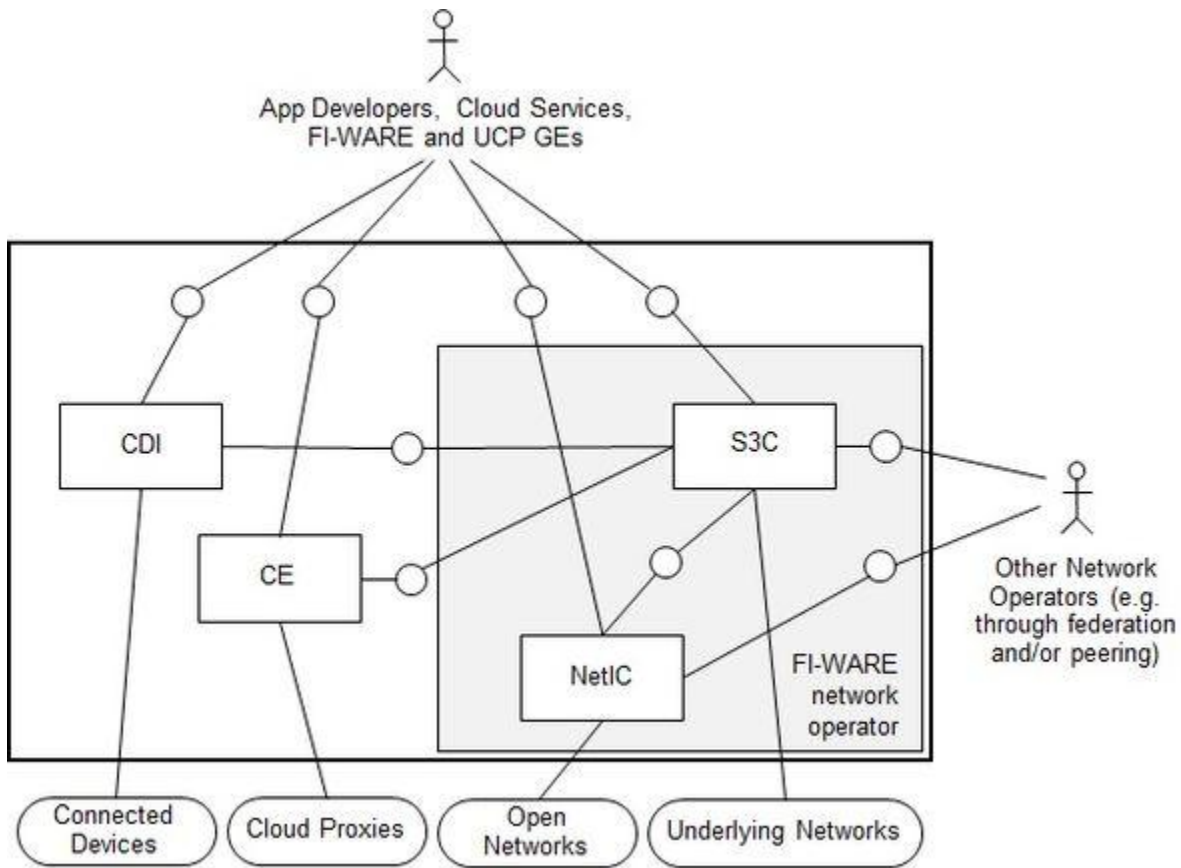 App Developers, Cloud Services,
FI-WARE and UCP GEs
CDI
S3C
CE
Other Network
Operators (e.g.
through federation
and/or peering)
NetIC
FI-WARE
network
operator
Connected
Devices
Cloud Proxies
Open
Networks
Underlying Networks